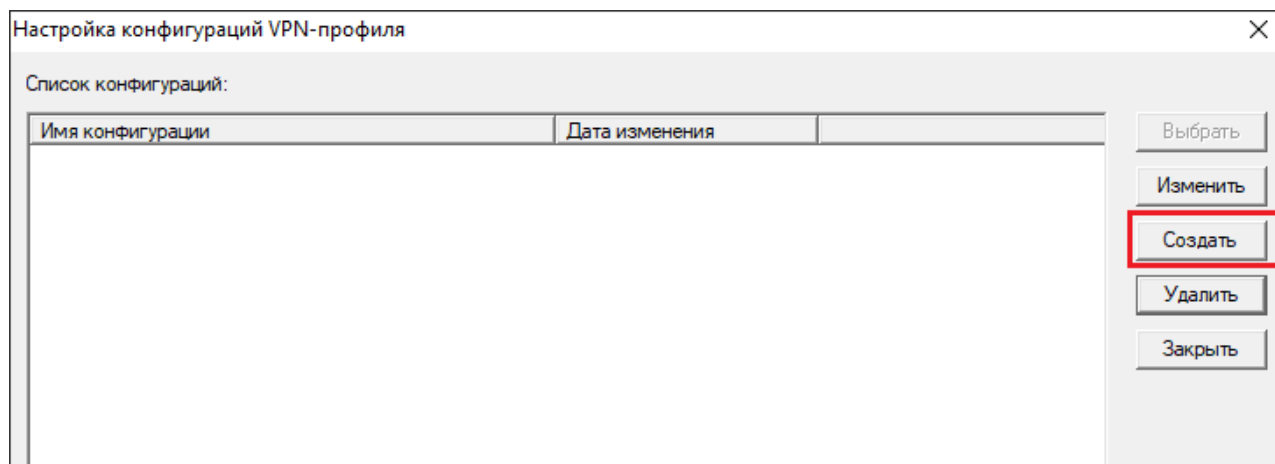 Настройка конфигураций VPN-профиля
Список конфигураций:
Имя конфигурации Дата изменения
Выбрать
Изменить
Создать
Удалить
Закрыть